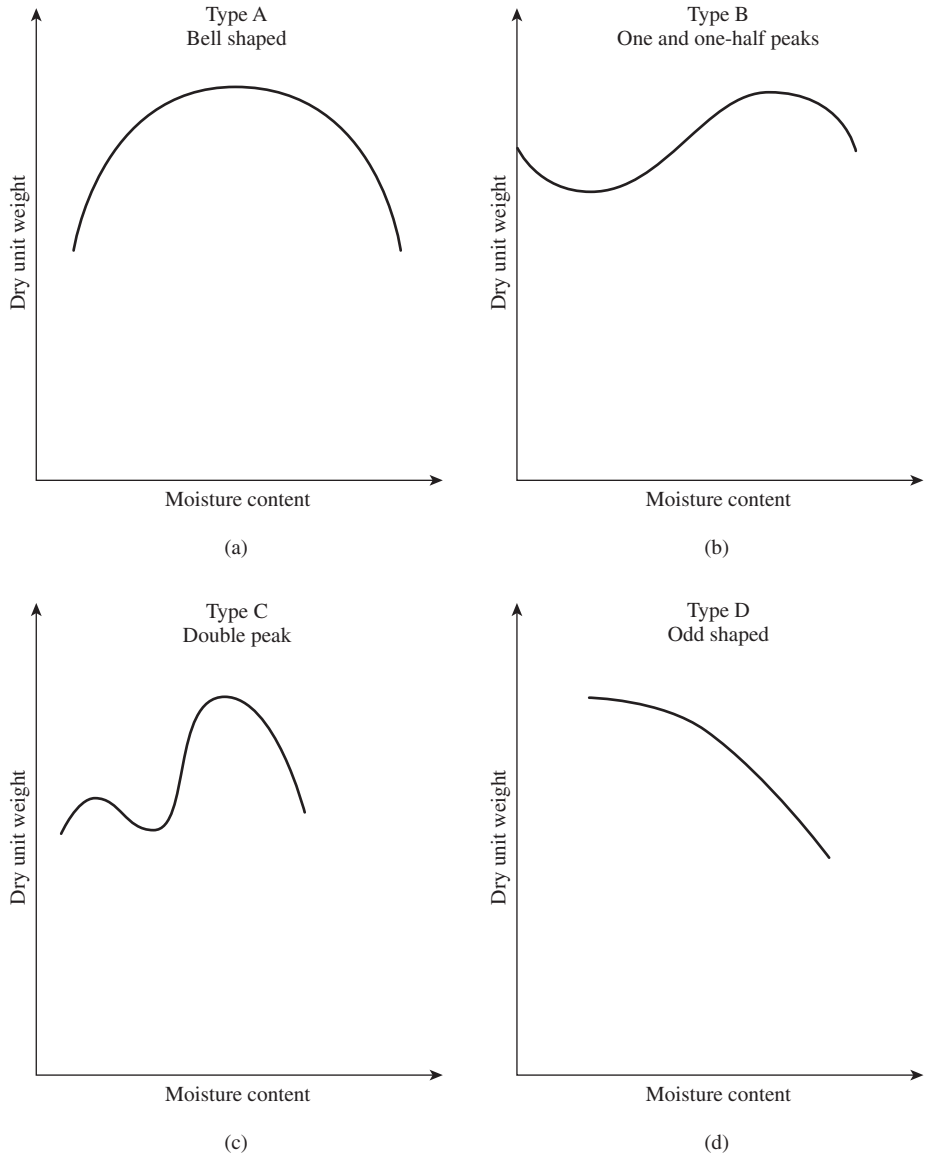 Type A
Bell shaped
Dry unit weight
Moisture content
(a)
Type B
One and one-half peaks
Dry unit weight
Moisture content
(b)
Type C
Double peak
Dry unit weight
Moisture content
(c)
Type D
Odd shaped
Dry unit weight
Moisture content
(d)